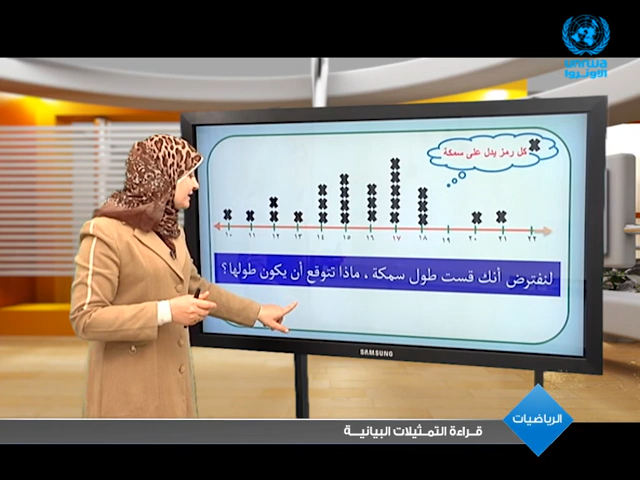 unrwa
الأونروا
كل رمز يدل على سمكة
١٠ ١١ ١٢ ١٣ ١٤ ١٥ ١٦ ١٧ ١٨ ١٩ ٢٠ ٢١ ٢٢
لنفترض أنك قست طول سمكة ، ماذا تتوقع أن يكون طولها ؟
SAMSUNG
الرياضيات
قراءة التمثيلات البيانية